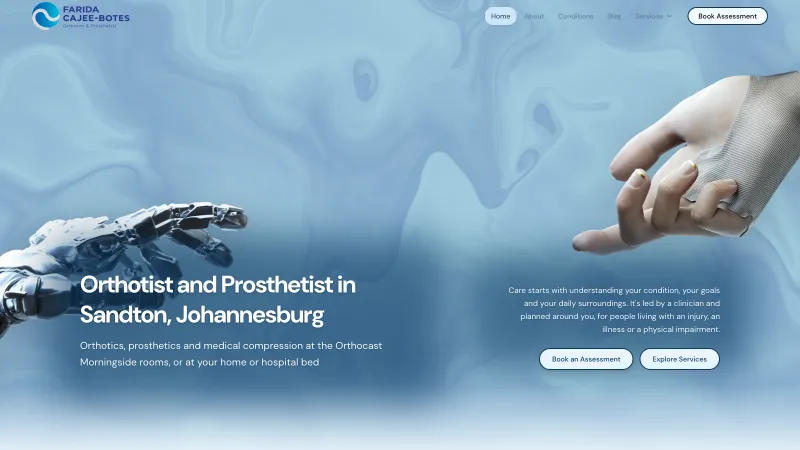 FARIDA
CAJEE-BOTES
Orthotist & Prosthetist
Home
About
Conditions
Blog
Services
Book Assessment
Orthotist and Prosthetist in
Sandton, Johannesburg
Orthotics, prosthetics and medical compression at the Orthocast
Morningside rooms, or at your home or hospital bed
Care starts with understanding your condition, your goals
and your daily surroundings. It's led by a clinician and
planned around you, for people living with an injury, an
illness or a physical impairment.
Book an Assessment
Explore Services